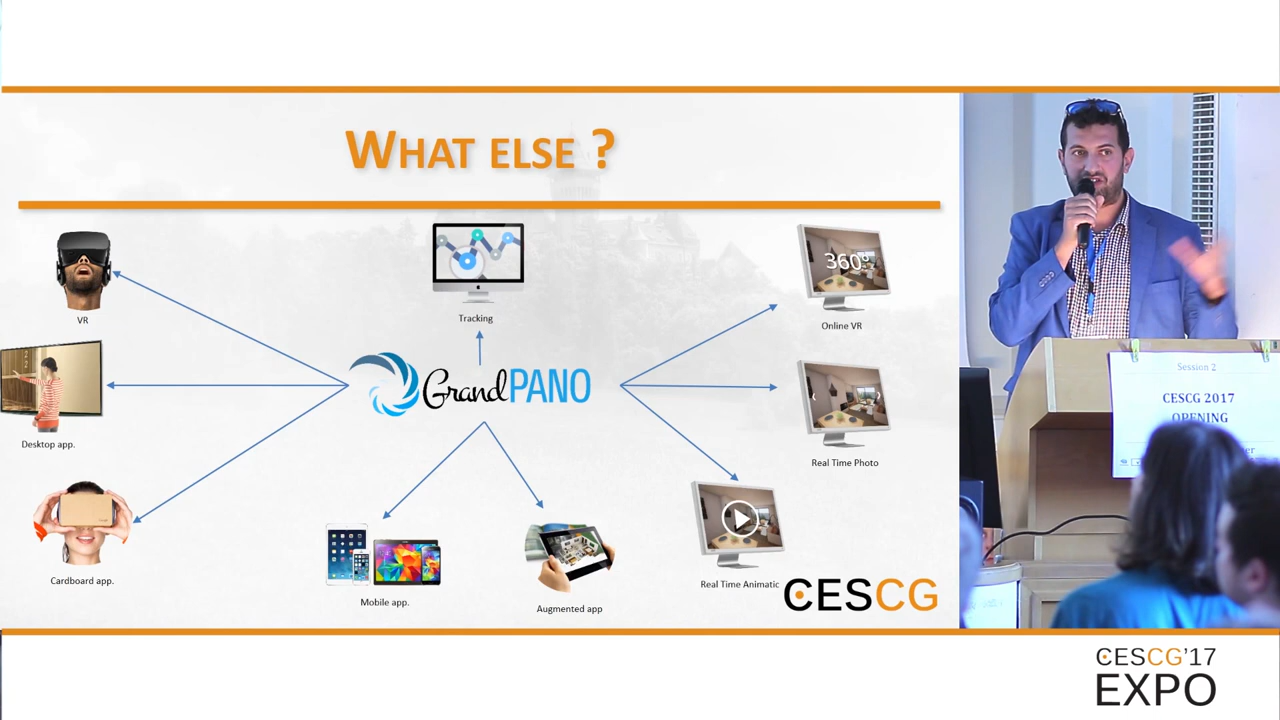 WHAT ELSE ?
VR
Desktop app.
Cardboard app.
Tracking
GrandPANO
Mobile app.
Augmented app
360°
Online VR
Real Time Photo
Real Time Animatic
CESCG
Session 2
CESCG 2017
OPENING
CESCG'17
EXPO